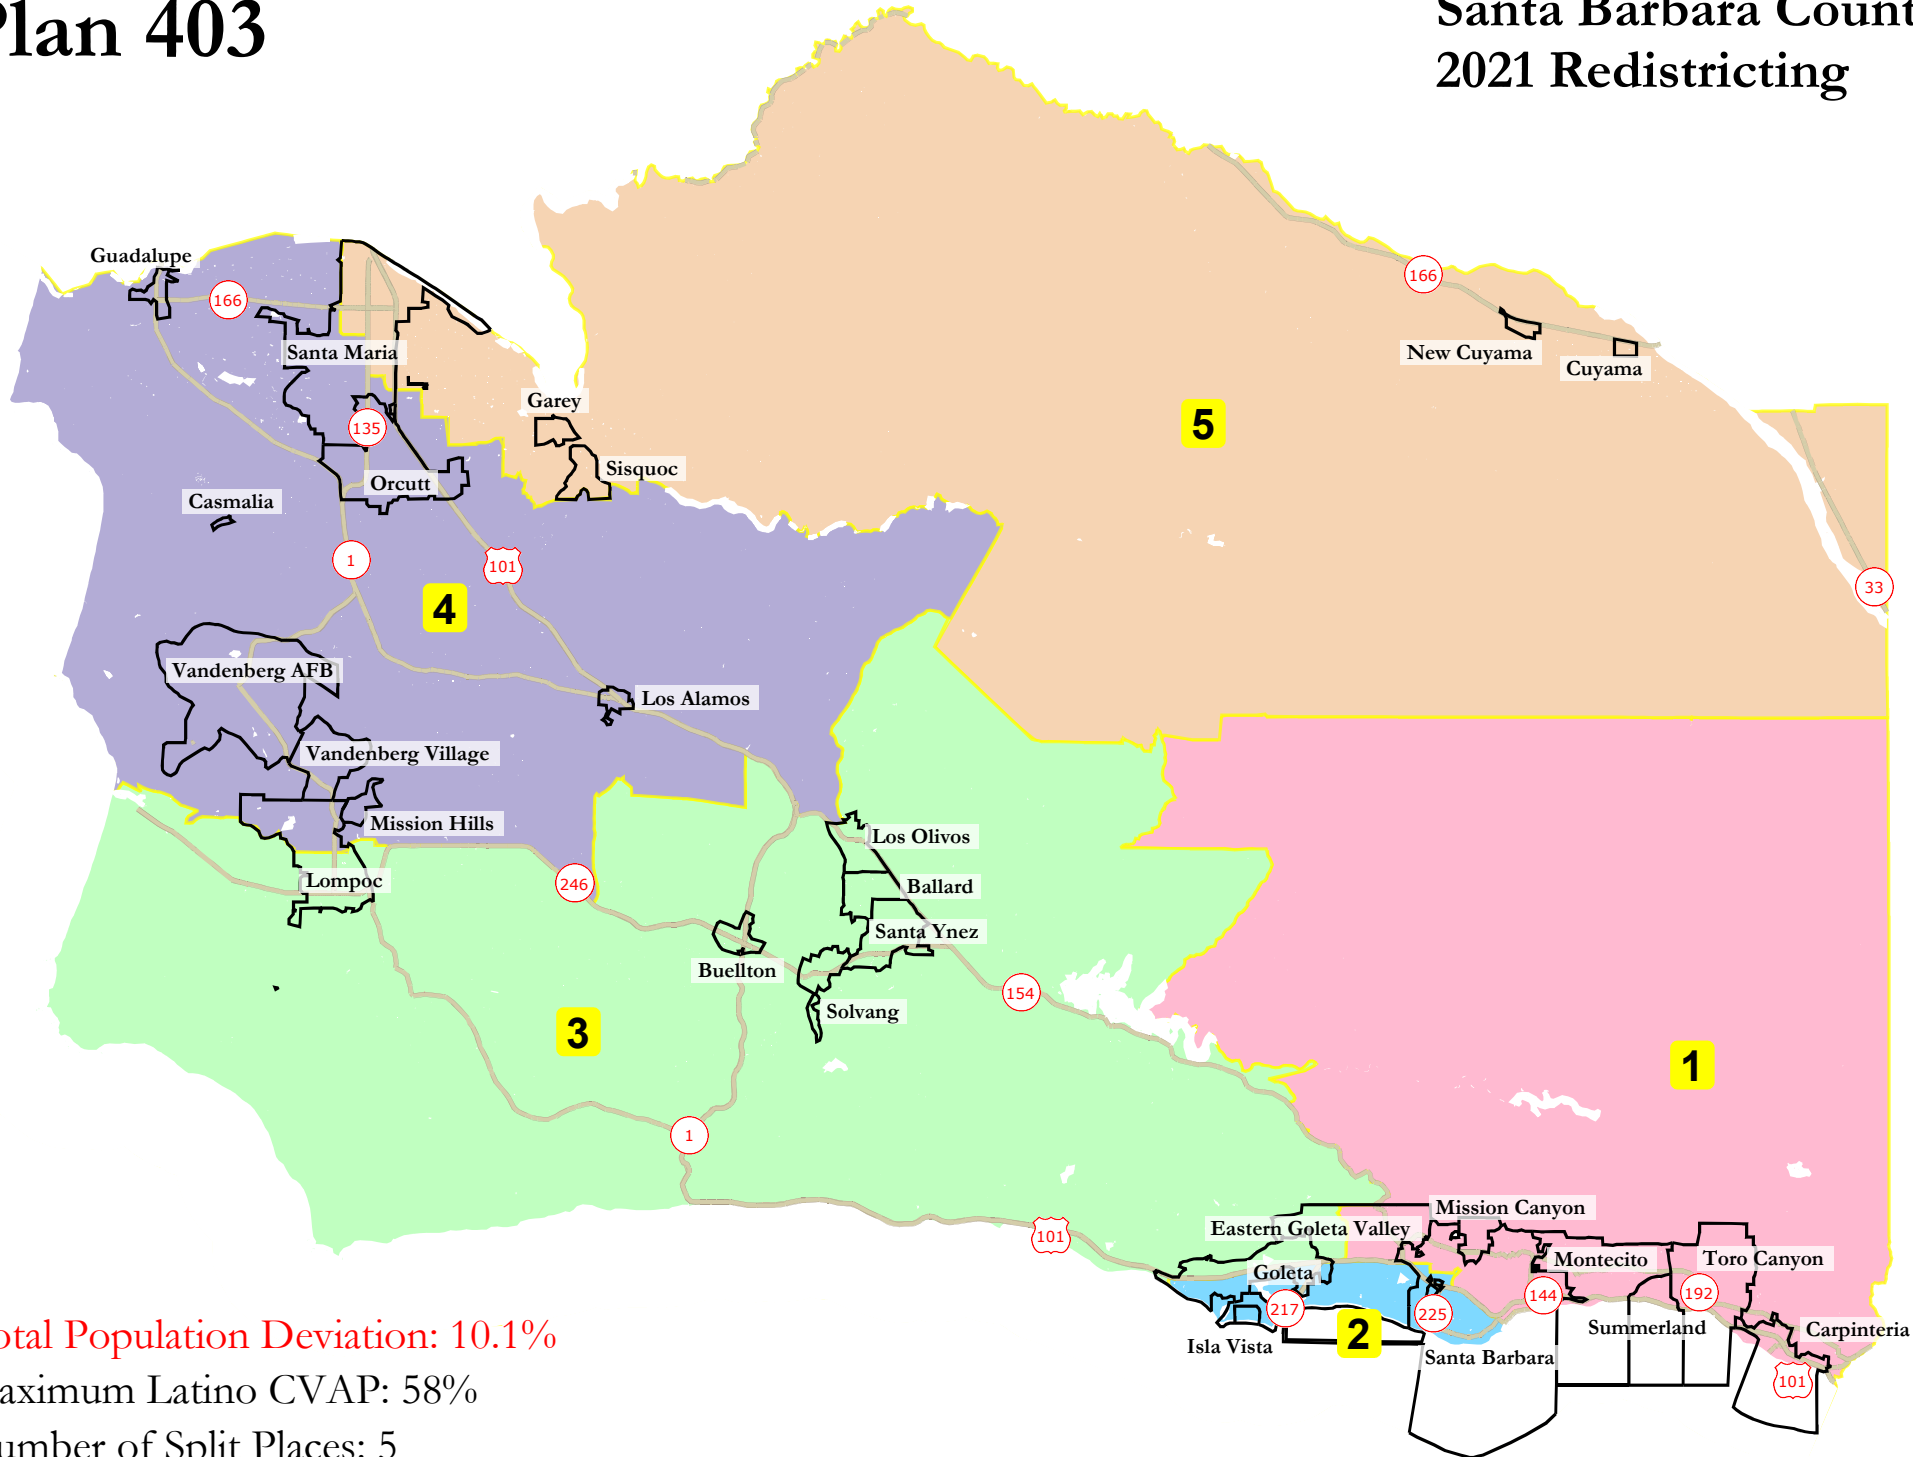 Plan 403
Santa Barbara Count
2021 Redistricting
Guadalupe
166
Santa Maria
135
Orcutt
Casmalia
1
101
4
Garey
Sisquoc
5
166
New Cuyama
Cuyama
33
Vandenberg AFB
Los Alamos
Vandenberg Village
Mission Hills
Lompoc
246
Los Olivos
Ballard
Santa Ynez
Buellton
Solvang
154
3
1
1
101
Mission Canyon
Eastern Goleta Valley
Goleta
Montecito
Toro Canyon
217
225
144
192
2
Isla Vista
Santa Barbara
Summerland
Carpinteria
101
otal Population Deviation: 10.1%
aximum Latino CVAP: 58%
umber of Split Places: 5